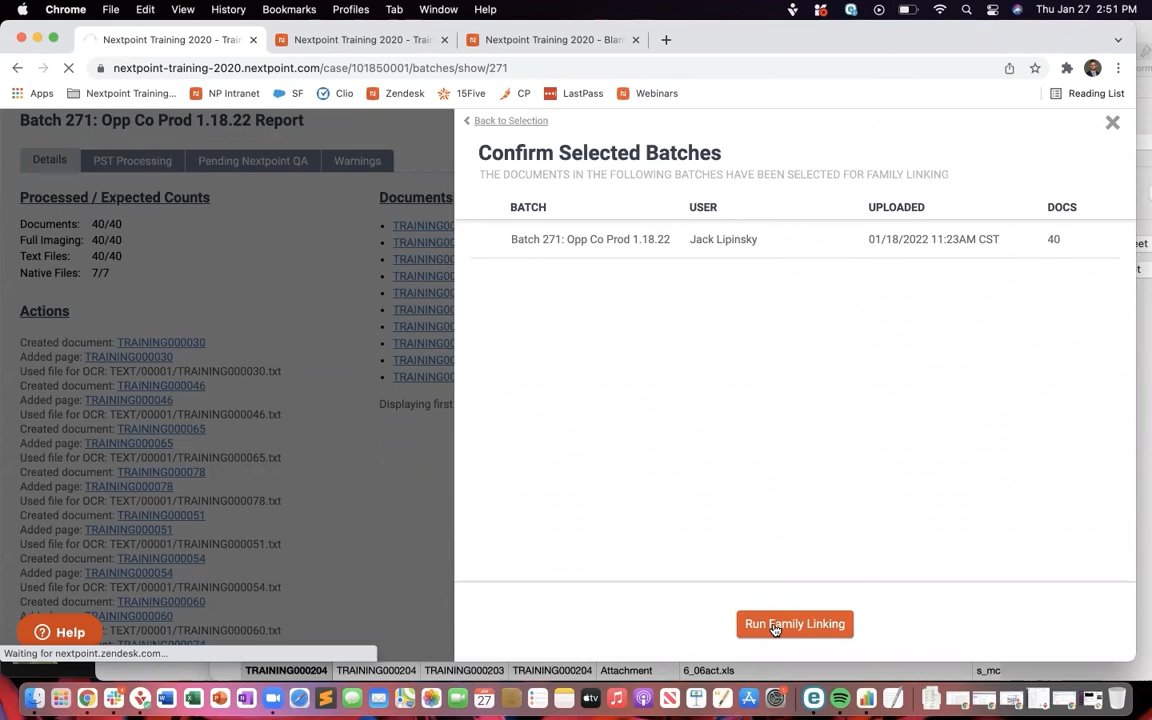 Chrome File Edit View History Bookmarks Profiles Tab Window Help Thu Jan 27 2:51 PM
Nextpoint Training 2020 - Trai Nextpoint Training 2020 - Trai Nextpoint Training 2020 - Blan
nextpoint-training-2020.nextpoint.com/case/101850001/batches/show/271
Apps Nextpoint Training... NP Intranet SF Clio Zendesk 15Five CP LastPass Webinars Reading List
Batch 271: Opp Co Prod 1.18.22 Report
Details PST Processing Pending Nextpoint QA Warnings
Processed / Expected Counts
Documents: 40/40
Full Imaging: 40/40
Text Files: 40/40
Native Files: 7/7
Actions
Created document: TRAINING000030
Added page: TRAINING000030
Used file for OCR: TEXT/00001/TRAINING000030.txt
Created document: TRAINING000046
Added page: TRAINING000046
Used file for OCR: TEXT/00001/TRAINING000046.txt
Created document: TRAINING000065
Added page: TRAINING000065
Used file for OCR: TEXT/00001/TRAINING000065.txt
Created document: TRAINING000078
Added page: TRAINING000078
Used file for OCR: TEXT/00001/TRAINING000078.txt
Created document: TRAINING000051
Added page: TRAINING000051
Used file for OCR: TEXT/00001/TRAINING000051.txt
Created document: TRAINING000054
Added page: TRAINING000054
Used file for OCR: TEXT/00001/TRAINING000054.txt
Created document: TRAINING000060
TRAINING000060
TEXT/00001/TRAINING000060.txt
Help
Waiting for nextpoint.zendesk.com...
Documents
TRAINING00
TRAINING00
TRAINING00
TRAINING00
TRAINING00
TRAINING00
TRAINING00
TRAINING00
TRAINING00
TRAINING00
Displaying first
Back to Selection
Confirm Selected Batches
THE DOCUMENTS IN THE FOLLOWING BATCHES HAVE BEEN SELECTED FOR FAMILY LINKING
BATCH USER UPLOADED DOCS
Batch 271: Opp Co Prod 1.18.22 Jack Lipinsky 01/18/2022 11:23AM CST 40
Run Family Linking
TRAINING000204 TRAINING000204 TRAINING000203 TRAINING000204 Attachment 6_06act.xls s_mc